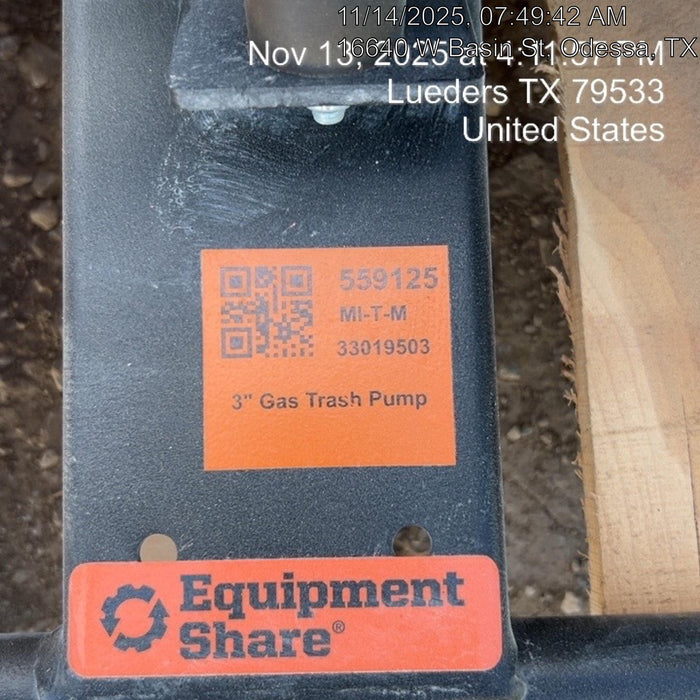 11/14/2025, 07:49:42 AM
16640 W Basin St, Odessa, TX
Nov 13, 2025 at 4:11:37 PM
Lueders TX 79533
United States
559125
MI-T-M
33019503
3" Gas Trash Pump
Equipment
Share®